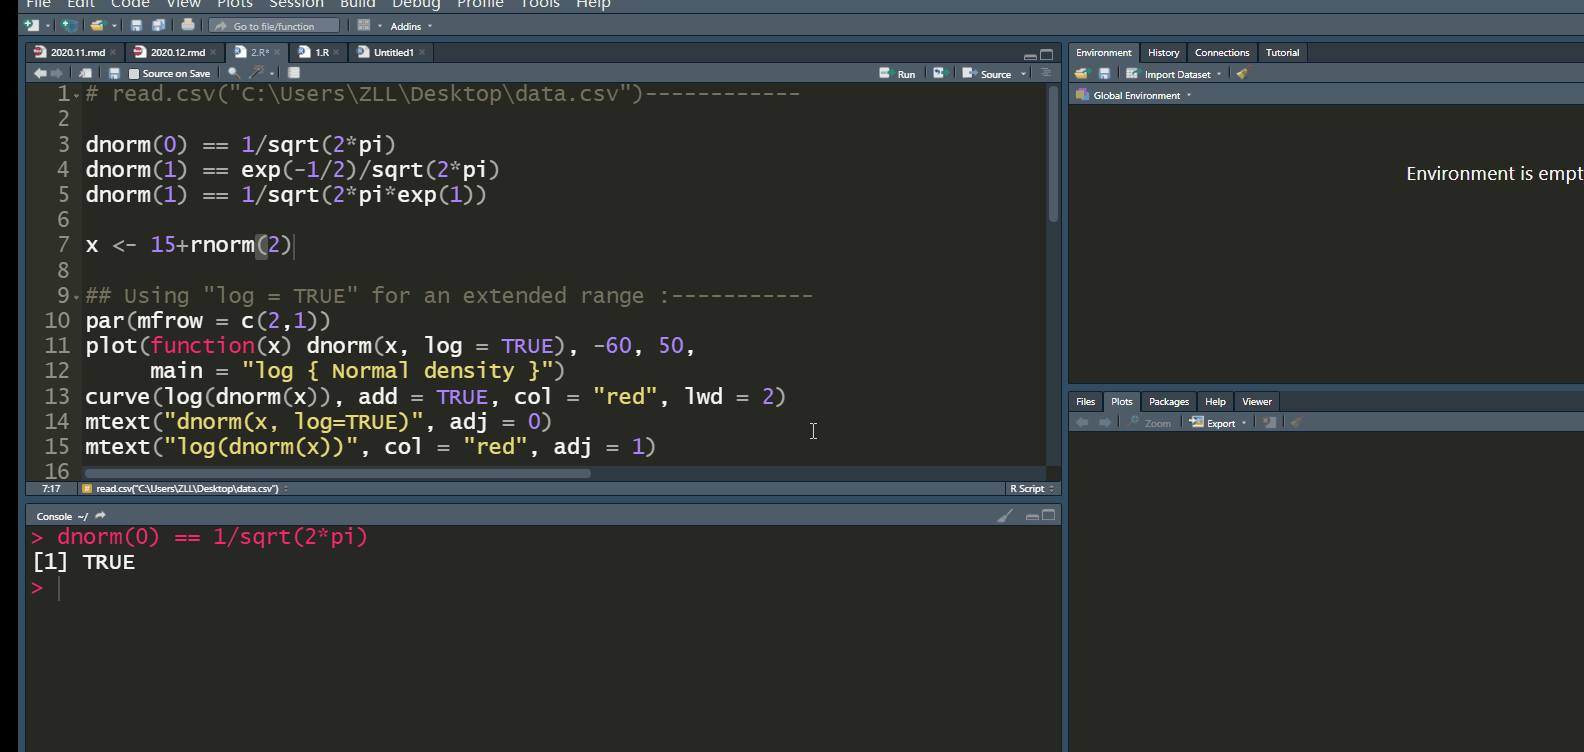 File Edit Code View Plots Session Build Debug Profile Tools Help
Go to file/function Addins
2020.11.rmd 2020.12.rmd 2.R* 1.R Untitled1
Source on Save Run Source
1 # read.csv("C:\Users\ZLL\Desktop\data.csv")------------
2
3 dnorm(0) == 1/sqrt(2*pi)
4 dnorm(1) == exp(-1/2)/sqrt(2*pi)
5 dnorm(1) == 1/sqrt(2*pi*exp(1))
6
7 x <- 15+rnorm(2)
8
9 ## Using "log = TRUE" for an extended range :-----------
10 par(mfrow = c(2,1))
11 plot(function(x) dnorm(x, log = TRUE), -60, 50,
12 main = "log { Normal density }")
13 curve(log(dnorm(x)), add = TRUE, col = "red", lwd = 2)
14 mtext("dnorm(x, log=TRUE)", adj = 0)
15 mtext("log(dnorm(x))", col = "red", adj = 1)
16
7:17 # read.csv("C:\Users\ZLL\Desktop\data.csv") R Script
Console ~/
> dnorm(0) == 1/sqrt(2*pi)
[1] TRUE
>
Environment History Connections Tutorial
Import Dataset
Global Environment
Environment is empt
Files Plots Packages Help Viewer
Zoom Export